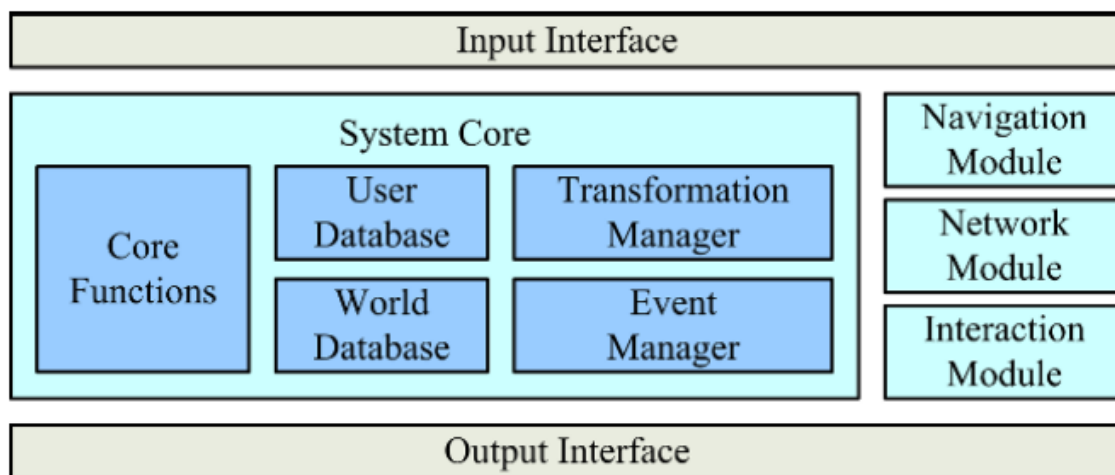 Input Interface
System Core
Core
Functions
User
Database
World
Database
Transformation
Manager
Event
Manager
Navigation
Module
Network
Module
Interaction
Module
Output Interface